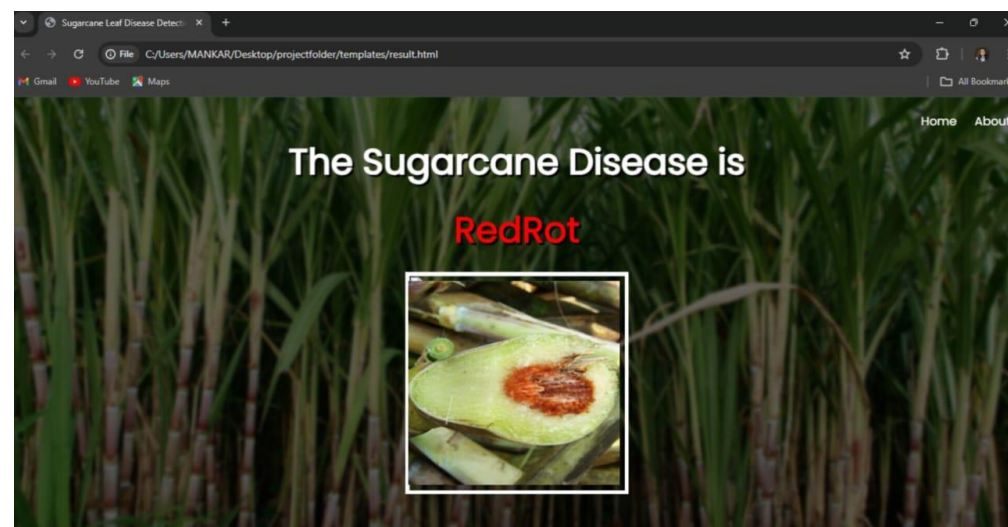 Sugarcane Leaf Disease Detecti
File C:/Users/MANKAR/Desktop/projectfolder/templates/result.html
Gmail YouTube Maps All Bookmar
Home About
The Sugarcane Disease is
RedRot